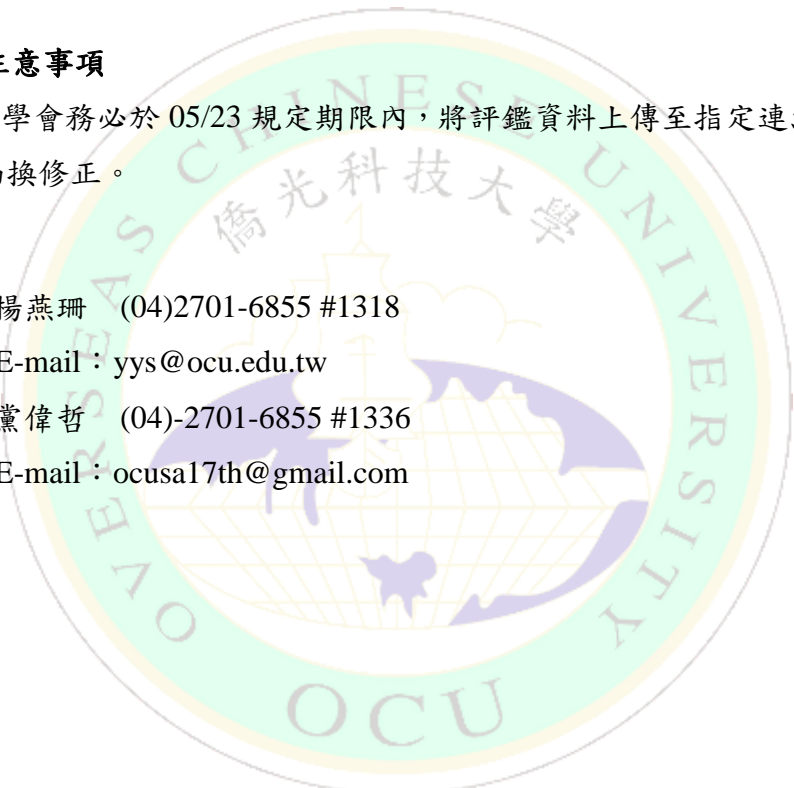 意事項
學會務必於 05/23 規定期限內,將評鑑資料上傳至指定連
換修正。
楊燕珊 (04)2701-6855 #1318
E-mail:yys@ocu.edu.tw
黨偉哲 (04)-2701-6855 #1336
E-mail:ocusa17th@gmail.com
OVERSEAS CHINESE UNIVERSITY
僑光科技大學
OCU